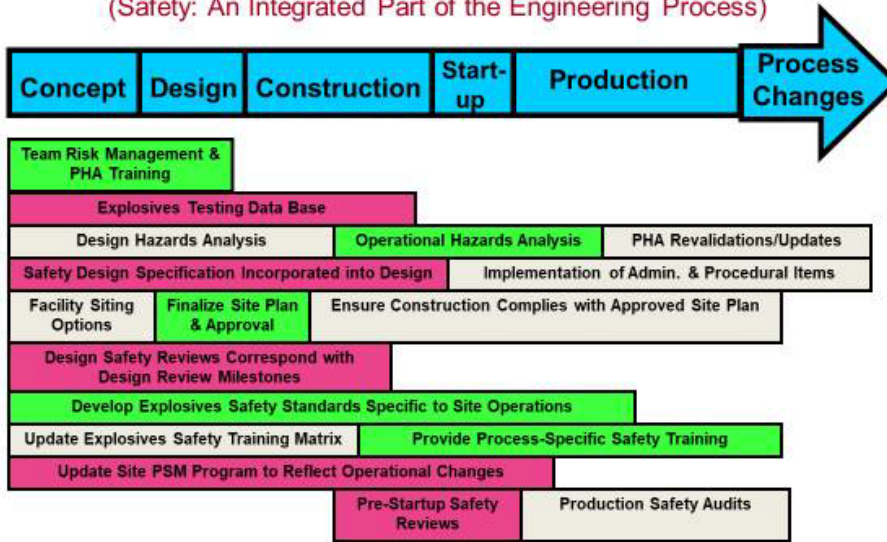 (Safety: An Integrated Part of the Engineering Process)
Concept
Design
Construction
Start-
up
Production
Process
Changes
Team Risk Management &
PHA Training
Explosives Testing Data Base
Design Hazards Analysis
Operational Hazards Analysis
PHA Revalidations/Updates
Safety Design Specification Incorporated into Design
Implementation of Admin. & Procedural Items
Facility Siting
Options
Finalize Site Plan
& Approval
Ensure Construction Complies with Approved Site Plan
Design Safety Reviews Correspond with
Design Review Milestones
Develop Explosives Safety Standards Specific to Site Operations
Update Explosives Safety Training Matrix
Provide Process-Specific Safety Training
Update Site PSM Program to Reflect Operational Changes
Pre-Startup Safety
Reviews
Production Safety Audits